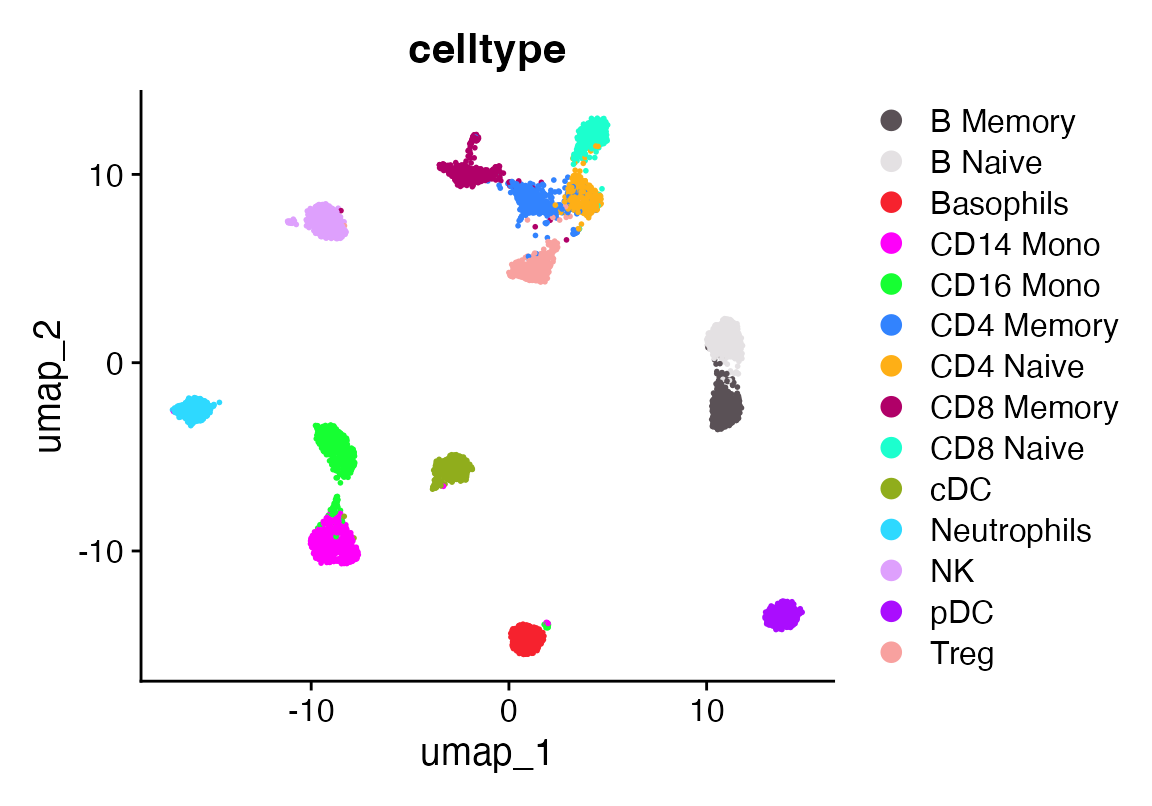 celltype
umap_2
10
0
-10
-10
0
10
umap_1
B Memory
B Naive
Basophils
CD14 Mono
CD16 Mono
CD4 Memory
CD4 Naive
CD8 Memory
CD8 Naive
cDC
Neutrophils
NK
pDC
Treg